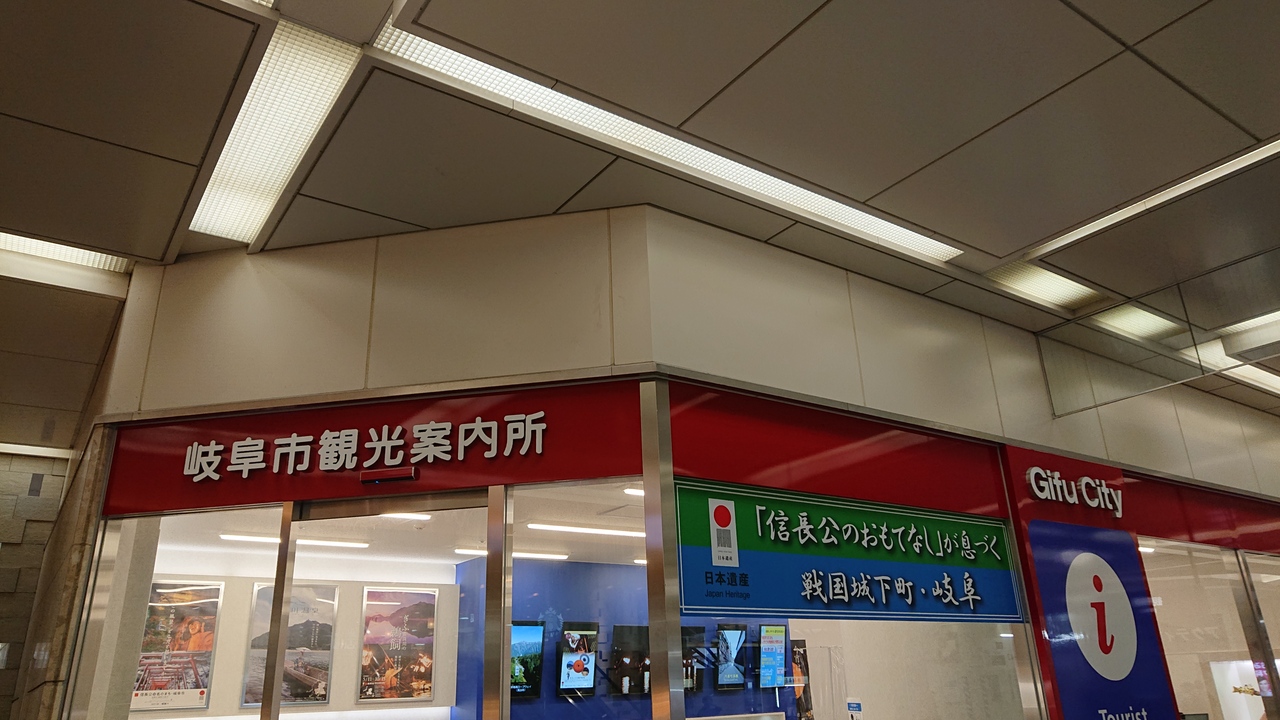 岐阜市観光案内所
「信長公のおもてなし」が息づく
戦国城下町・岐阜
日本遺産
Japan Heritage
Gifu City
i
Tourist